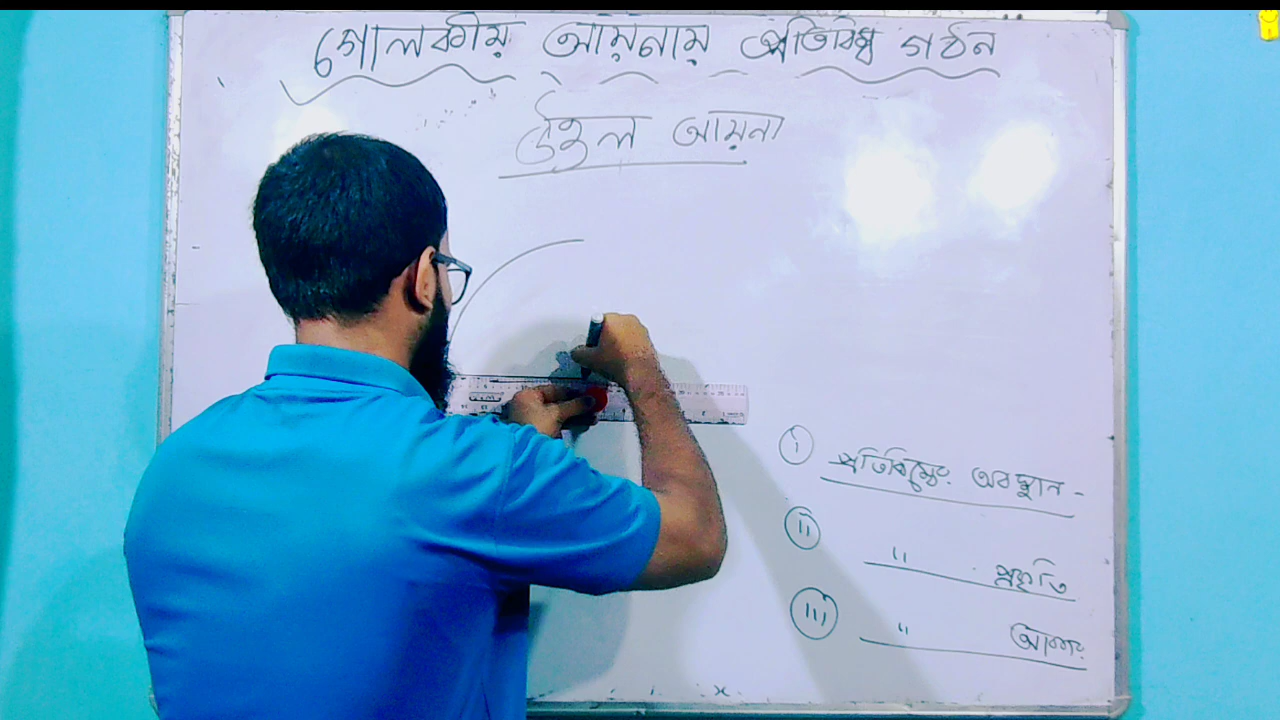 গোলকীয় আয়নায় প্রতিবিম্ব গঠন
উত্তল আয়না
i প্রতিবিম্বের অবস্থান -
ii " প্রকৃতি
iii " আকার